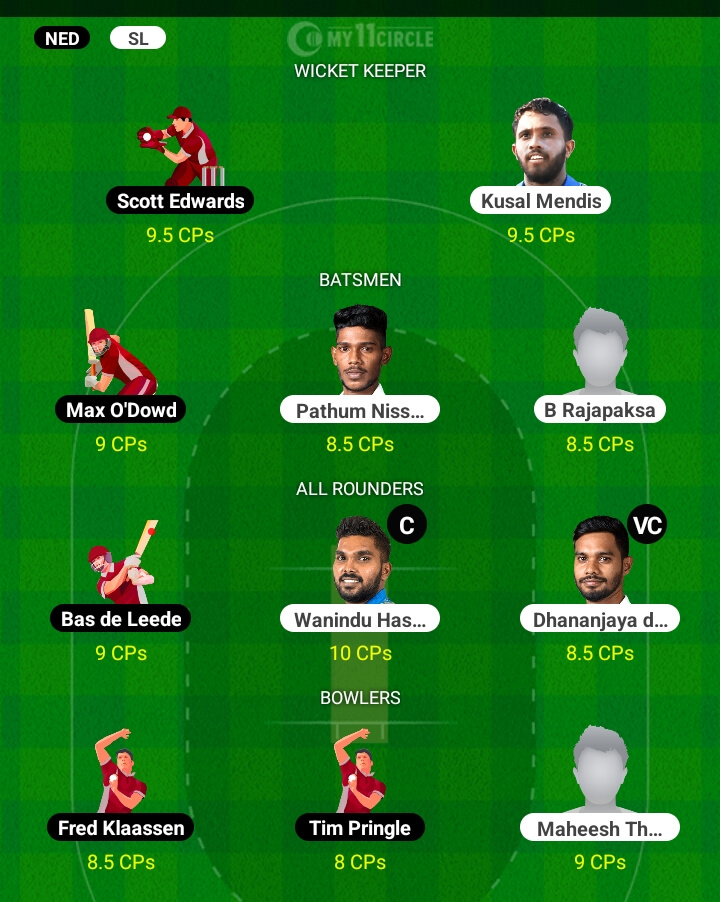 NED SL MY11CIRCLE
WICKET KEEPER
Scott Edwards Kusal Mendis
9.5 CPs 9.5 CPs
BATSMEN
Max O'Dowd Pathum Niss... B Rajapaksa
9 CPs 8.5 CPs 8.5 CPs
ALL ROUNDERS
C VC
Bas de Leede Wanindu Has... Dhananjaya d...
9 CPs 10 CPs 8.5 CPs
BOWLERS
Fred Klaassen Tim Pringle Maheesh Th...
8.5 CPs 8 CPs 9 CPs